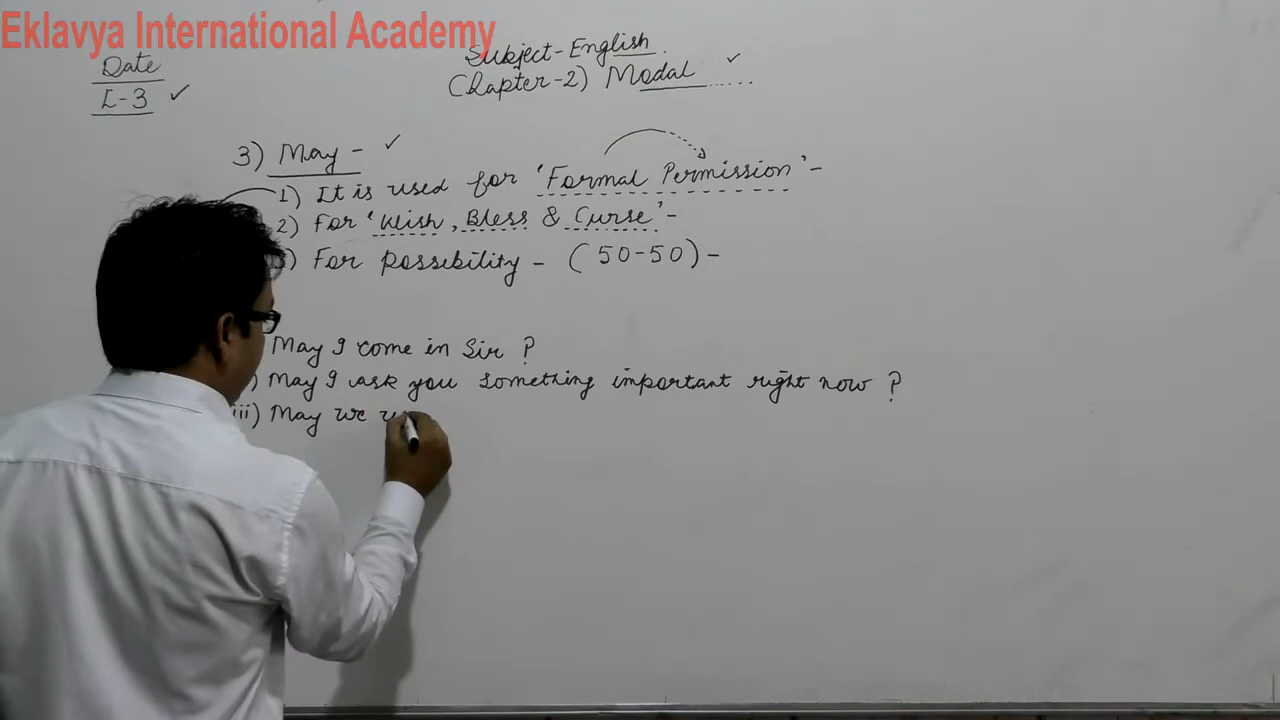 Eklavya International Academy
Subject-English.
Date
Chapter-2) Modal ......
L-3
3) May -
1) It is used for 'Formal Permission'-
2) For 'Wish, Bless & Curse'-
3) For possibility - (50-50)-
May I come in Sir ?
) May I ask you something important right now ?
iii) May we